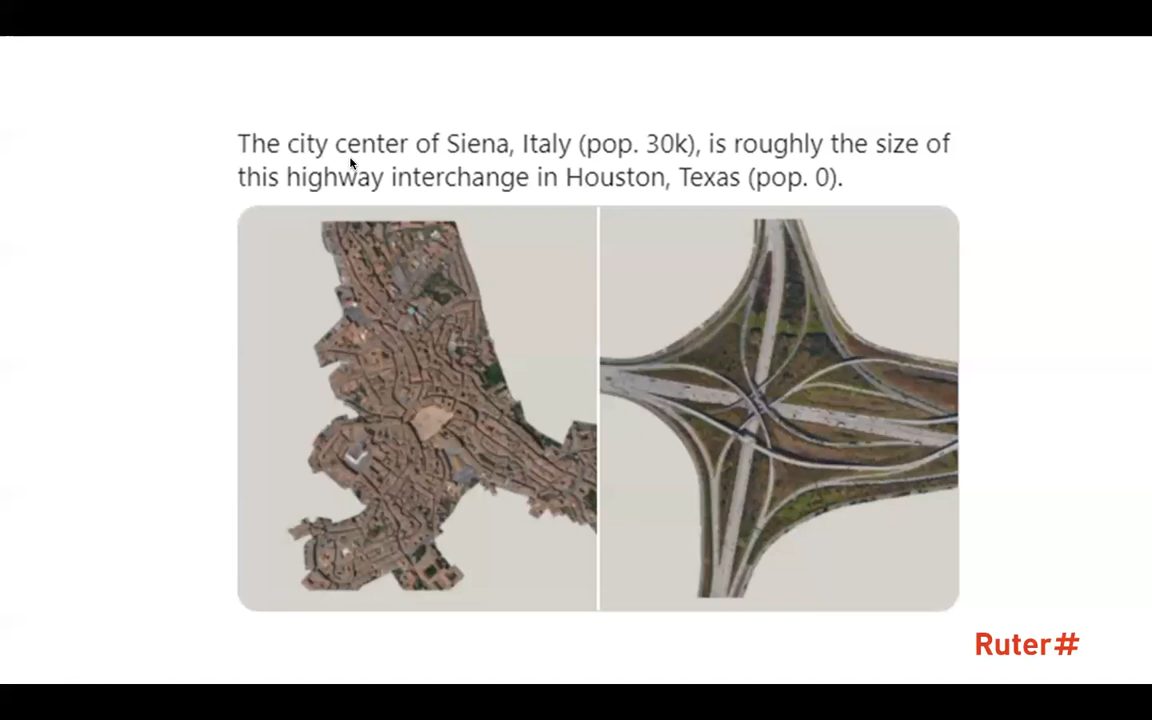 The city center of Siena, Italy (pop. 30k), is roughly the size of
this highway interchange in Houston, Texas (pop. 0).
Ruter#